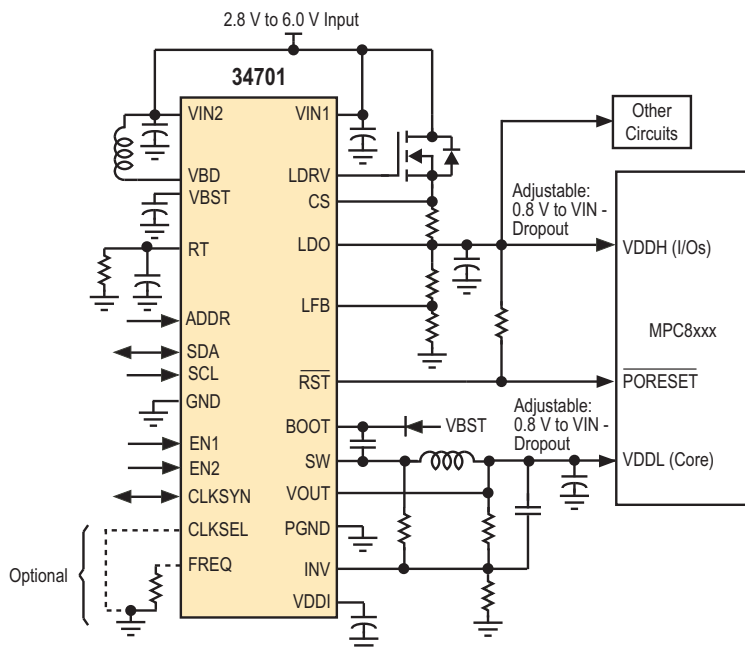 2.8 V to 6.0 V Input
34701
VIN2
VIN1
VBD
LDRV
VBST
CS
RT
LDO
LFB
ADDR
SDA
SCL
RST
GND
BOOT
VBST
EN1
EN2
SW
CLKSYN
VOUT
CLKSEL
PGND
FREQ
INV
VDDI
Optional
Other
Circuits
Adjustable:
0.8 V to VIN -
Dropout
VDDH (I/Os)
MPC8xxx
PORESET
Adjustable:
0.8 V to VIN -
Dropout
VDDL (Core)